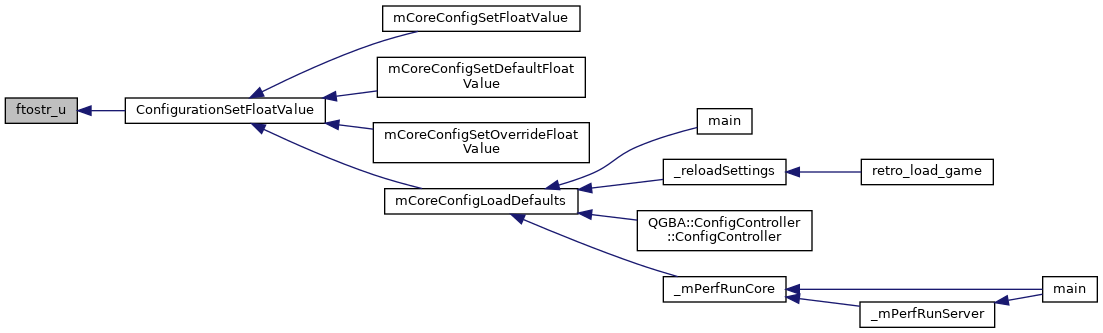 mCoreConfigSetFloatValue
mCoreConfigSetDefaultFloat
Value
ftostr_u
ConfigurationSetFloatValue
mCoreConfigSetOverrideFloat
Value
main
_reloadSettings
retro_load_game
mCoreConfigLoadDefaults
QGBA::ConfigController
::ConfigController
_mPerfRunCore
main
_mPerfRunServer